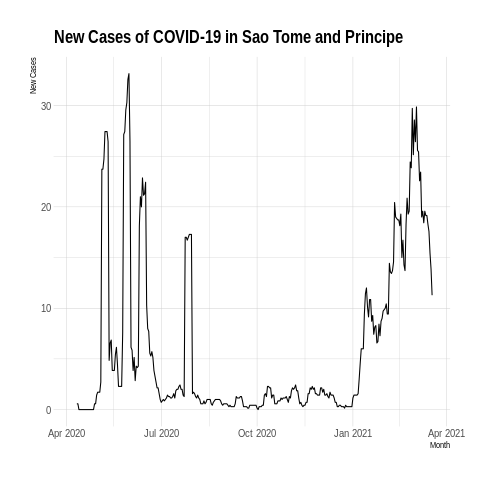 New Cases of COVID-19 in Sao Tome and Principe
New Cases
30
20
10
0
Apr 2020 Jul 2020 Oct 2020 Jan 2021 Apr 2021
Month